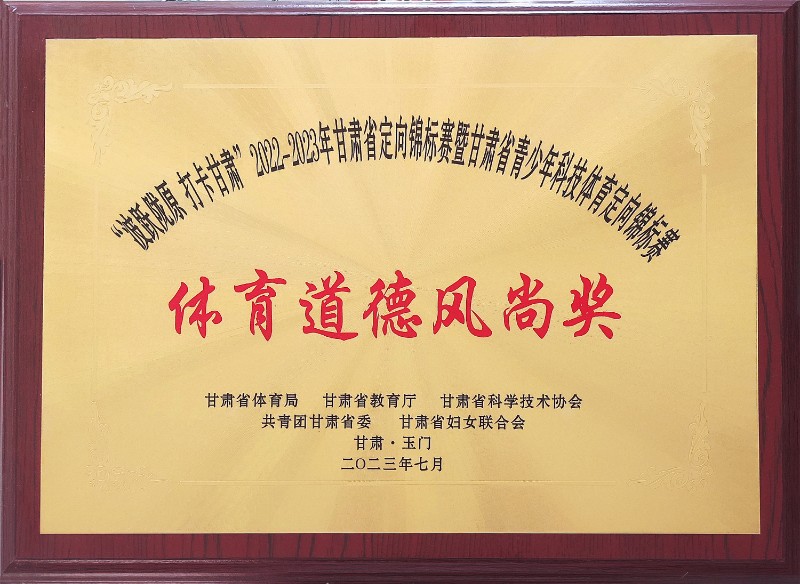 “跃陇原 打卡甘肃”2022-2023年甘肃省定向锦标赛暨甘肃省青少年科技体育定向锦标赛
体育道德风尚奖
甘肃省体育局 甘肃省教育厅 甘肃省科学技术协会
共青团甘肃省委 甘肃省妇女联合会
甘肃·玉门
二〇二三年七月